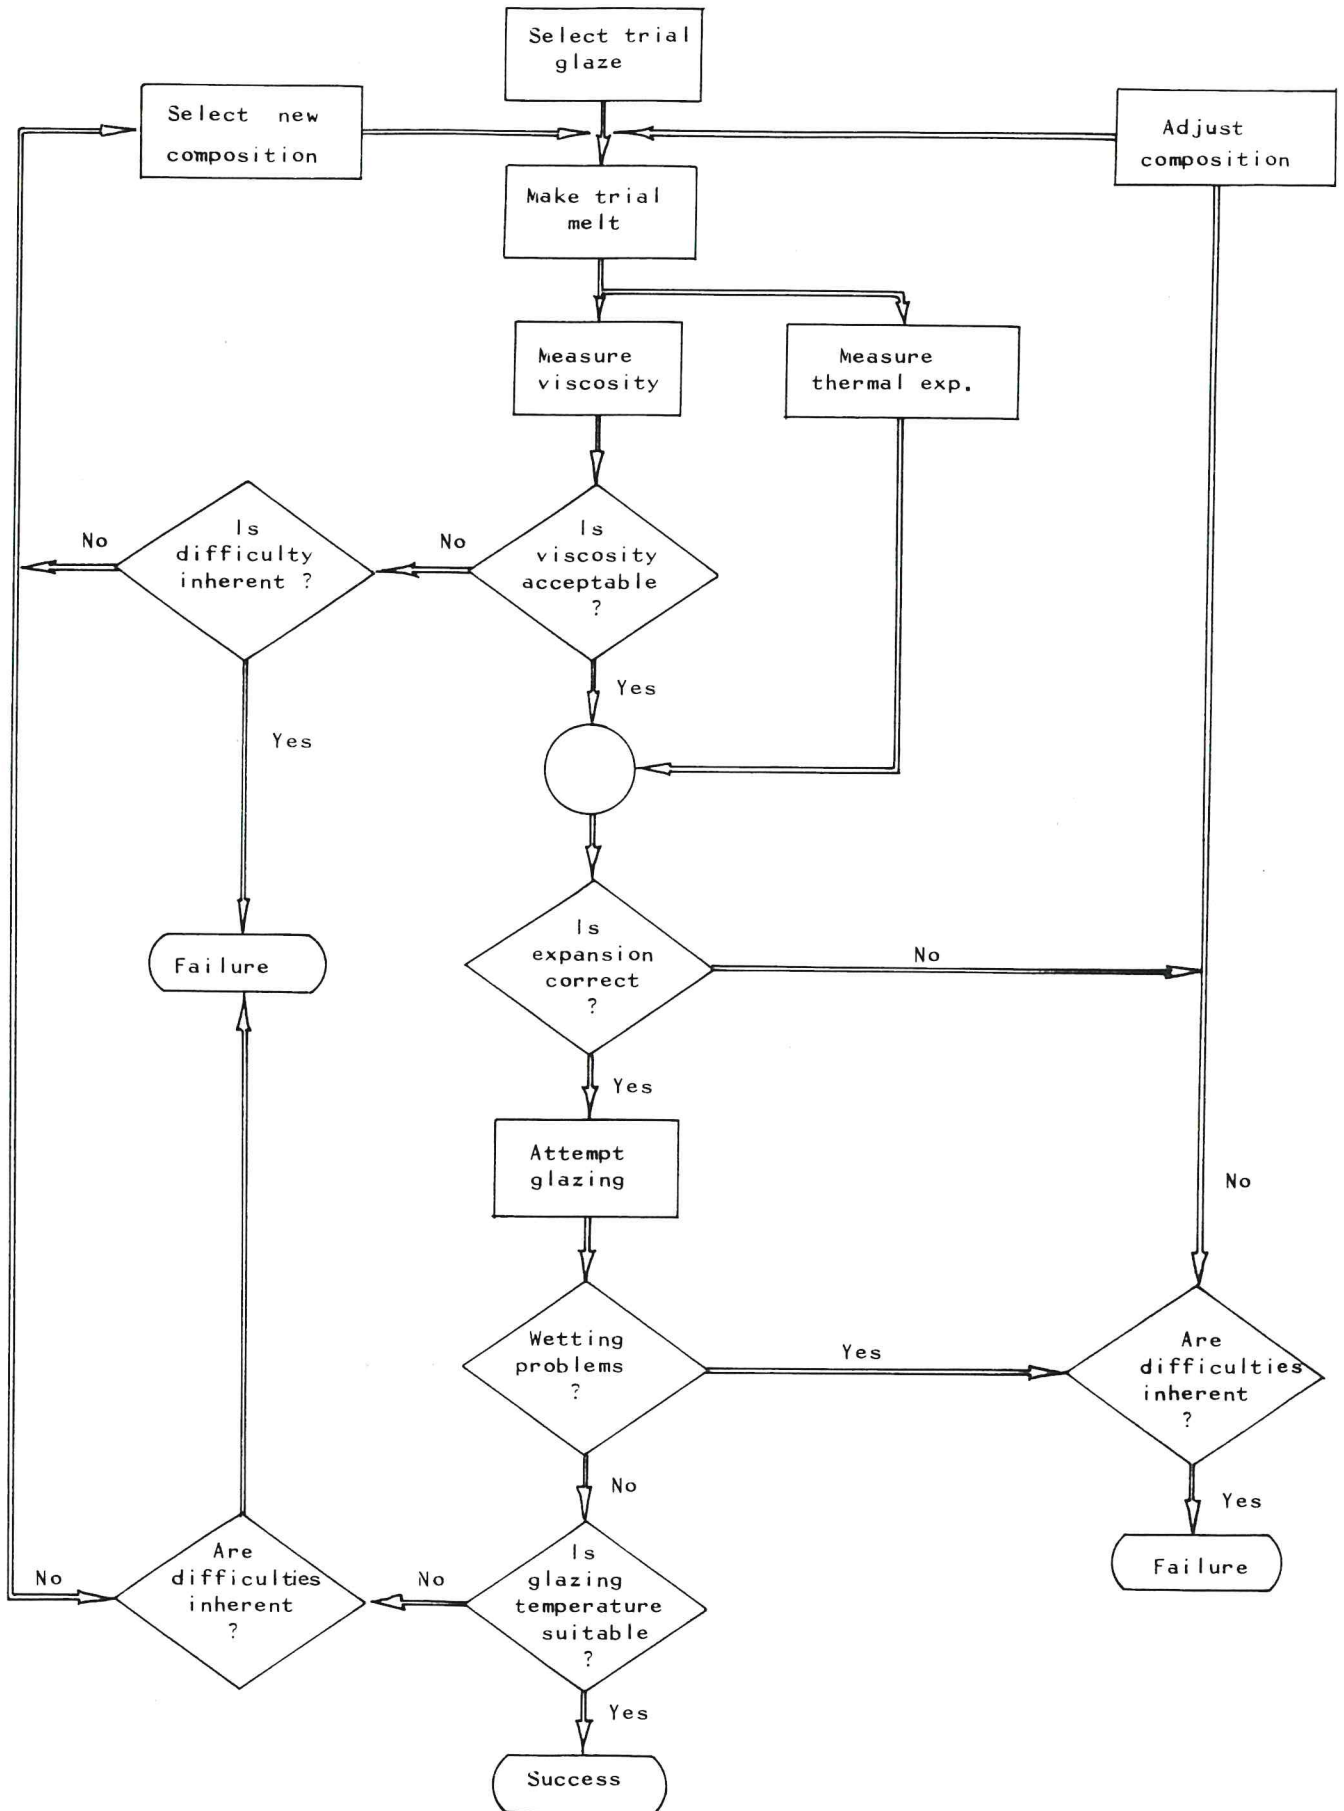 Select trial
glaze
Select new
composition
Adjust
composition
Make trial
melt
Measure
viscosity
Measure
thermal exp.
Is
difficulty
inherent ?
No
No
Is
viscosity
acceptable
?
Yes
Yes
Failure
Is
expansion
correct
?
No
Yes
Attempt
glazing
No
Wetting
problems
?
Yes
Are
difficulties
inherent
?
No
Yes
Failure
Are
difficulties
inherent
?
No
No
Is
glazing
temperature
suitable
?
Yes
Success